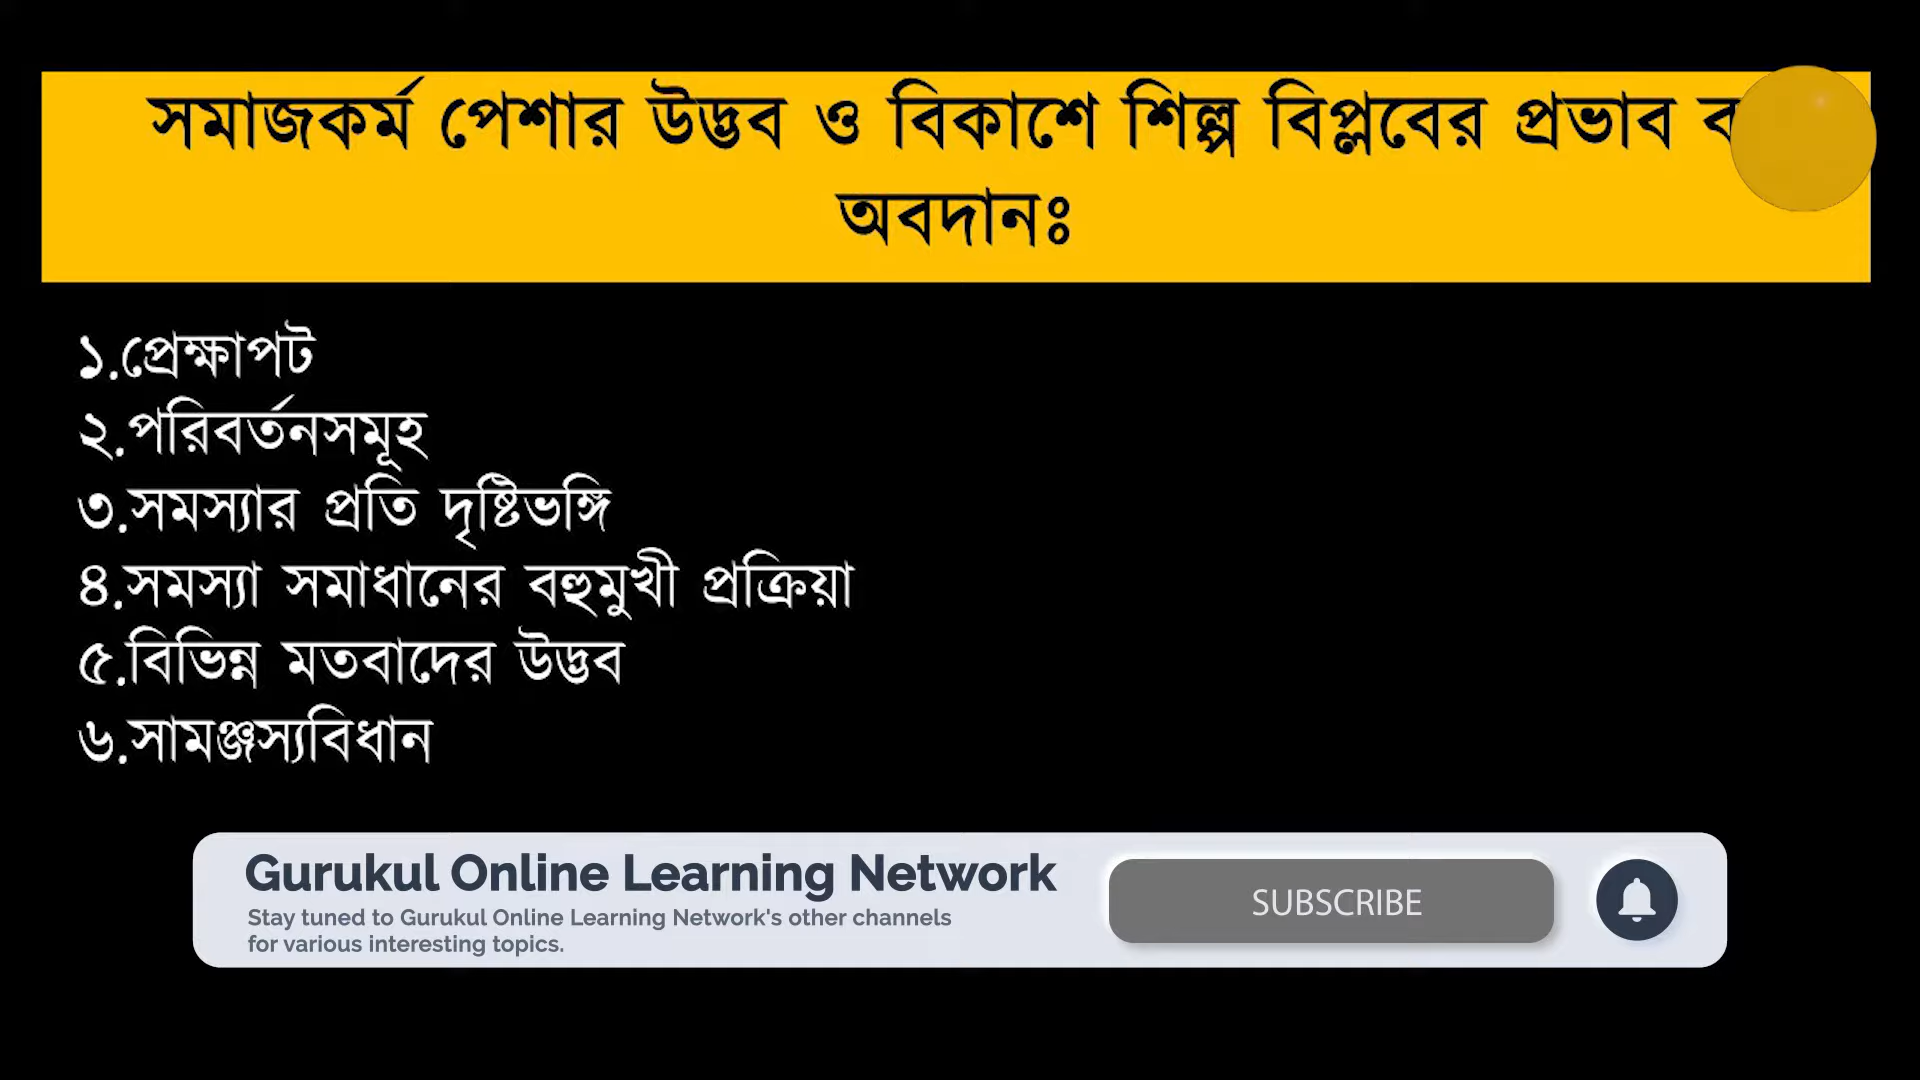 সমাজকর্ম পেশার উদ্ভব ও বিকাশে শিল্প বিপ্লবের প্রভাব
অবদানঃ
১.প্রেক্ষাপট
২.পরিবর্তনসমূহ
৩.সমস্যার প্রতি দৃষ্টিভঙ্গি
৪.সমস্যা সমাধানের বহুমুখী প্রক্রিয়া
৫.বিভিন্ন মতবাদের উদ্ভব
৬.সামঞ্জস্যবিধান
Gurukul Online Learning Network
Stay tuned to Gurukul Online Learning Network's other channels
for various interesting topics.
SUBSCRIBE